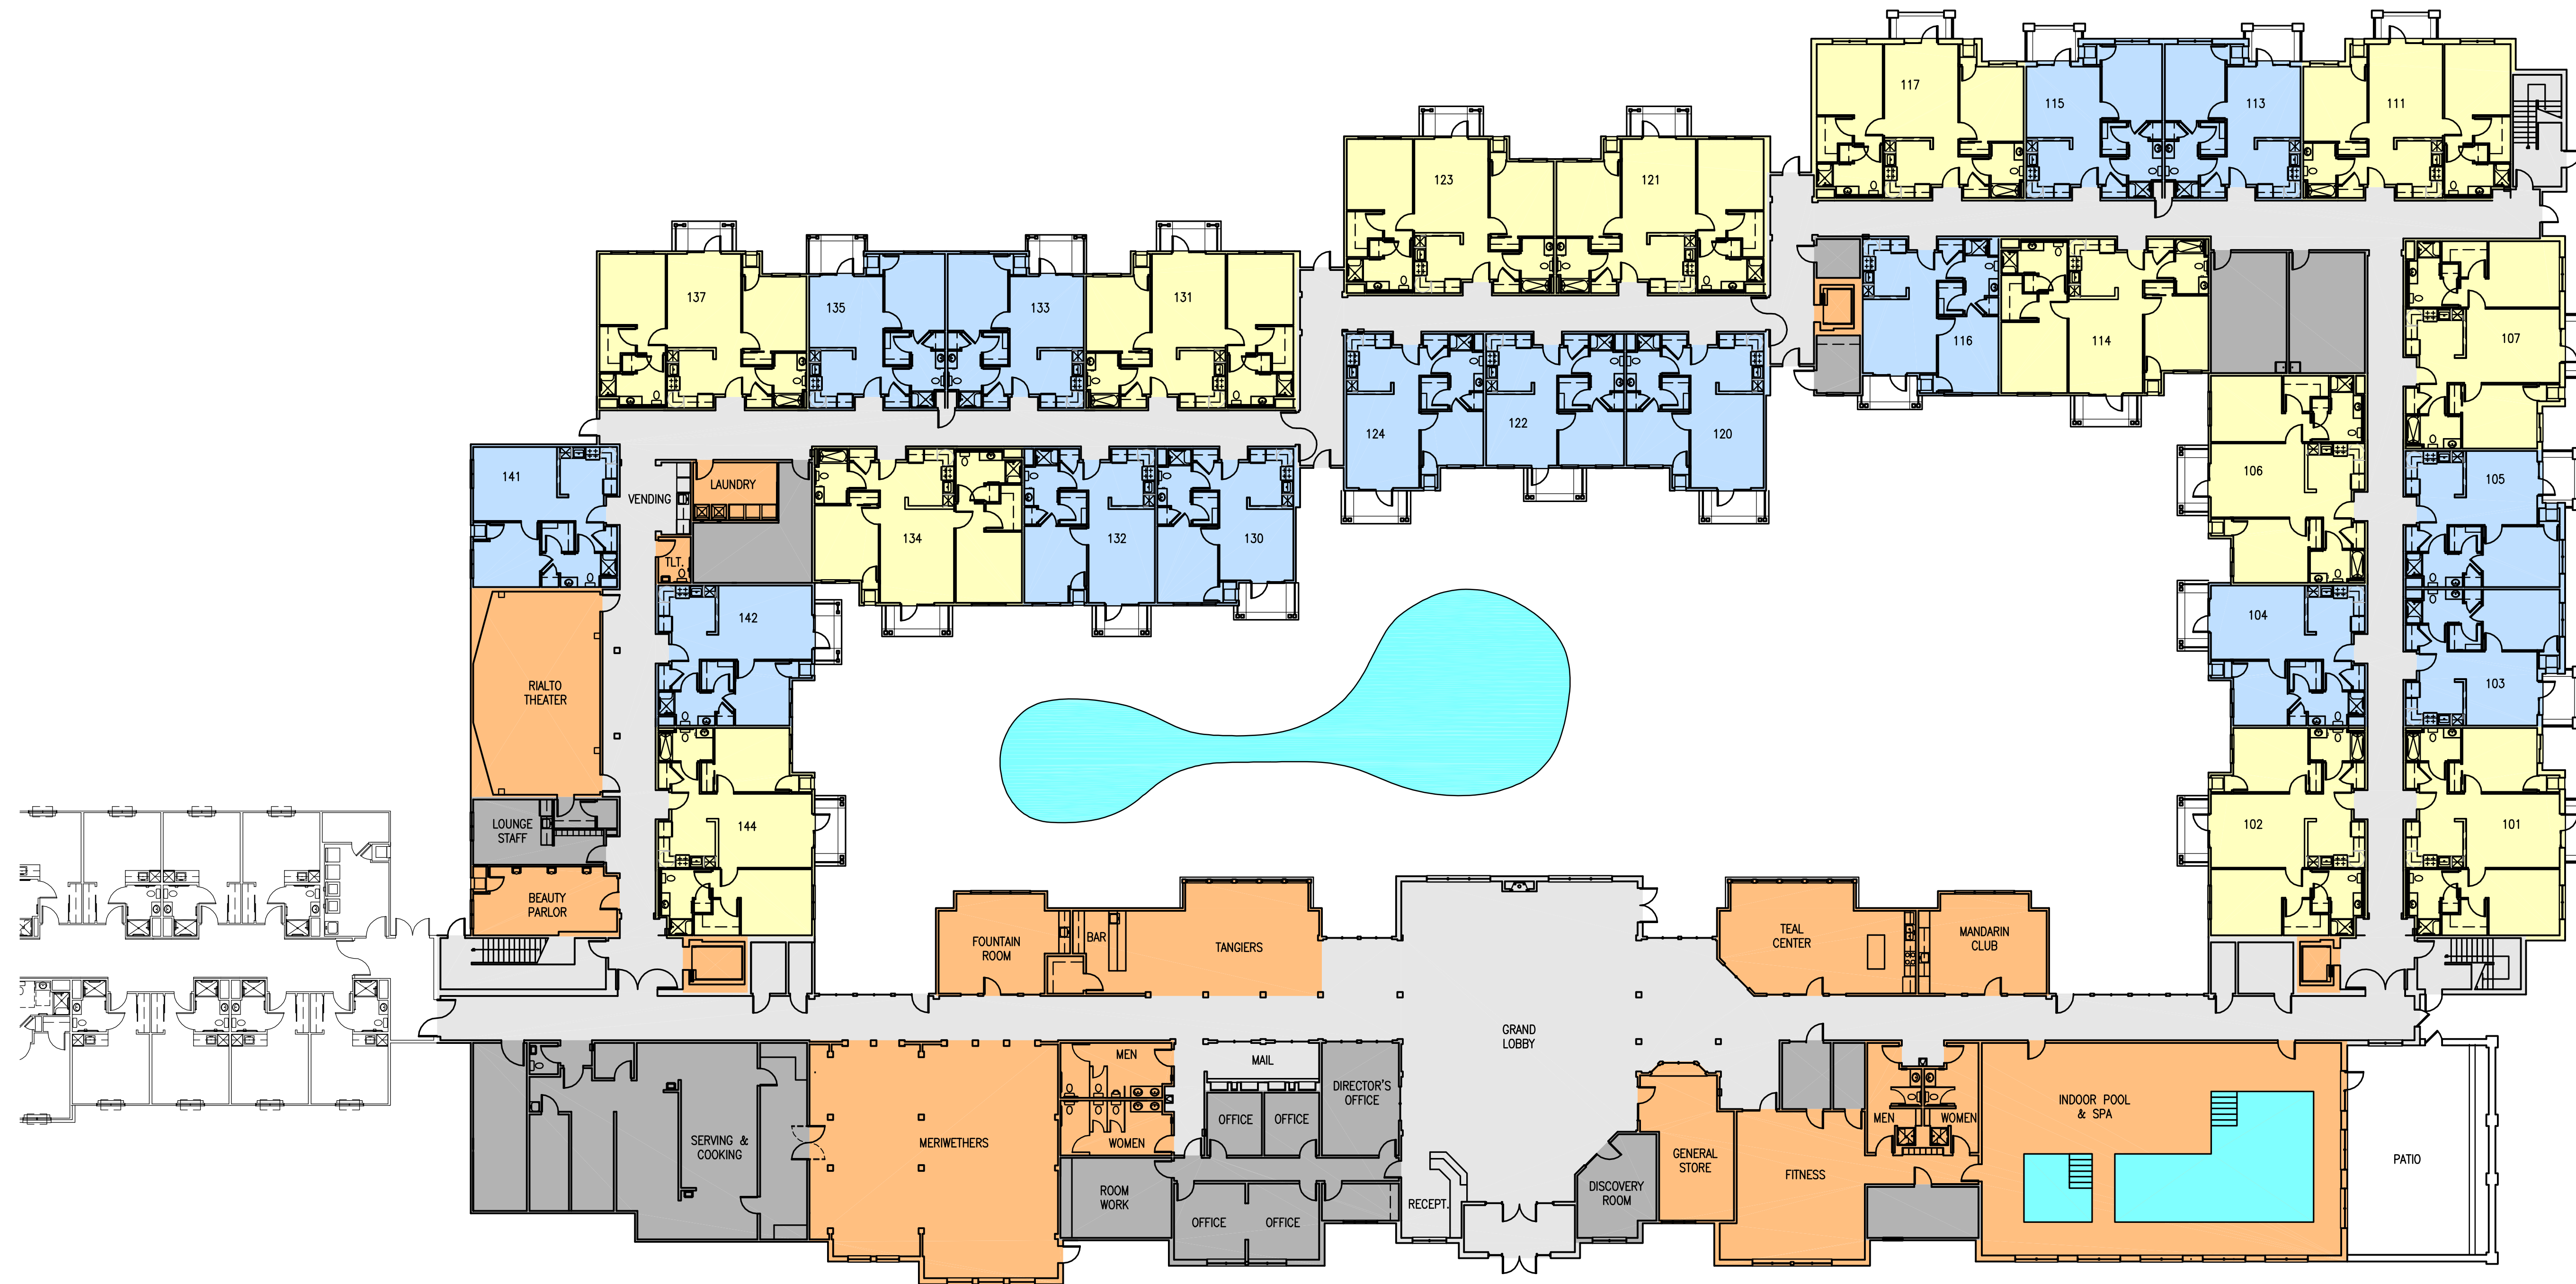 117
115
113
111
123
121
137
135
133
131
116
114
107
124
122
120
141
VENDING
LAUNDRY
106
105
134
132
130
TLT.
142
104
103
RIALTO
THEATER
LOUNGE
STAFF
144
102
101
BEAUTY
PARLOR
FOUNTAIN
ROOM
BAR
TANGIERS
TEAL
CENTER
MANDARIN
CLUB
GRAND
LOBBY
MEN
MAIL
DIRECTOR'S
OFFICE
OFFICE
OFFICE
INDOOR POOL
& SPA
MEN
WOMEN
SERVING &
COOKING
MERIWETHERS
WOMEN
GENERAL
STORE
FITNESS
PATIO
ROOM
WORK
DISCOVERY
ROOM
RECEPT.
OFFICE
OFFICE